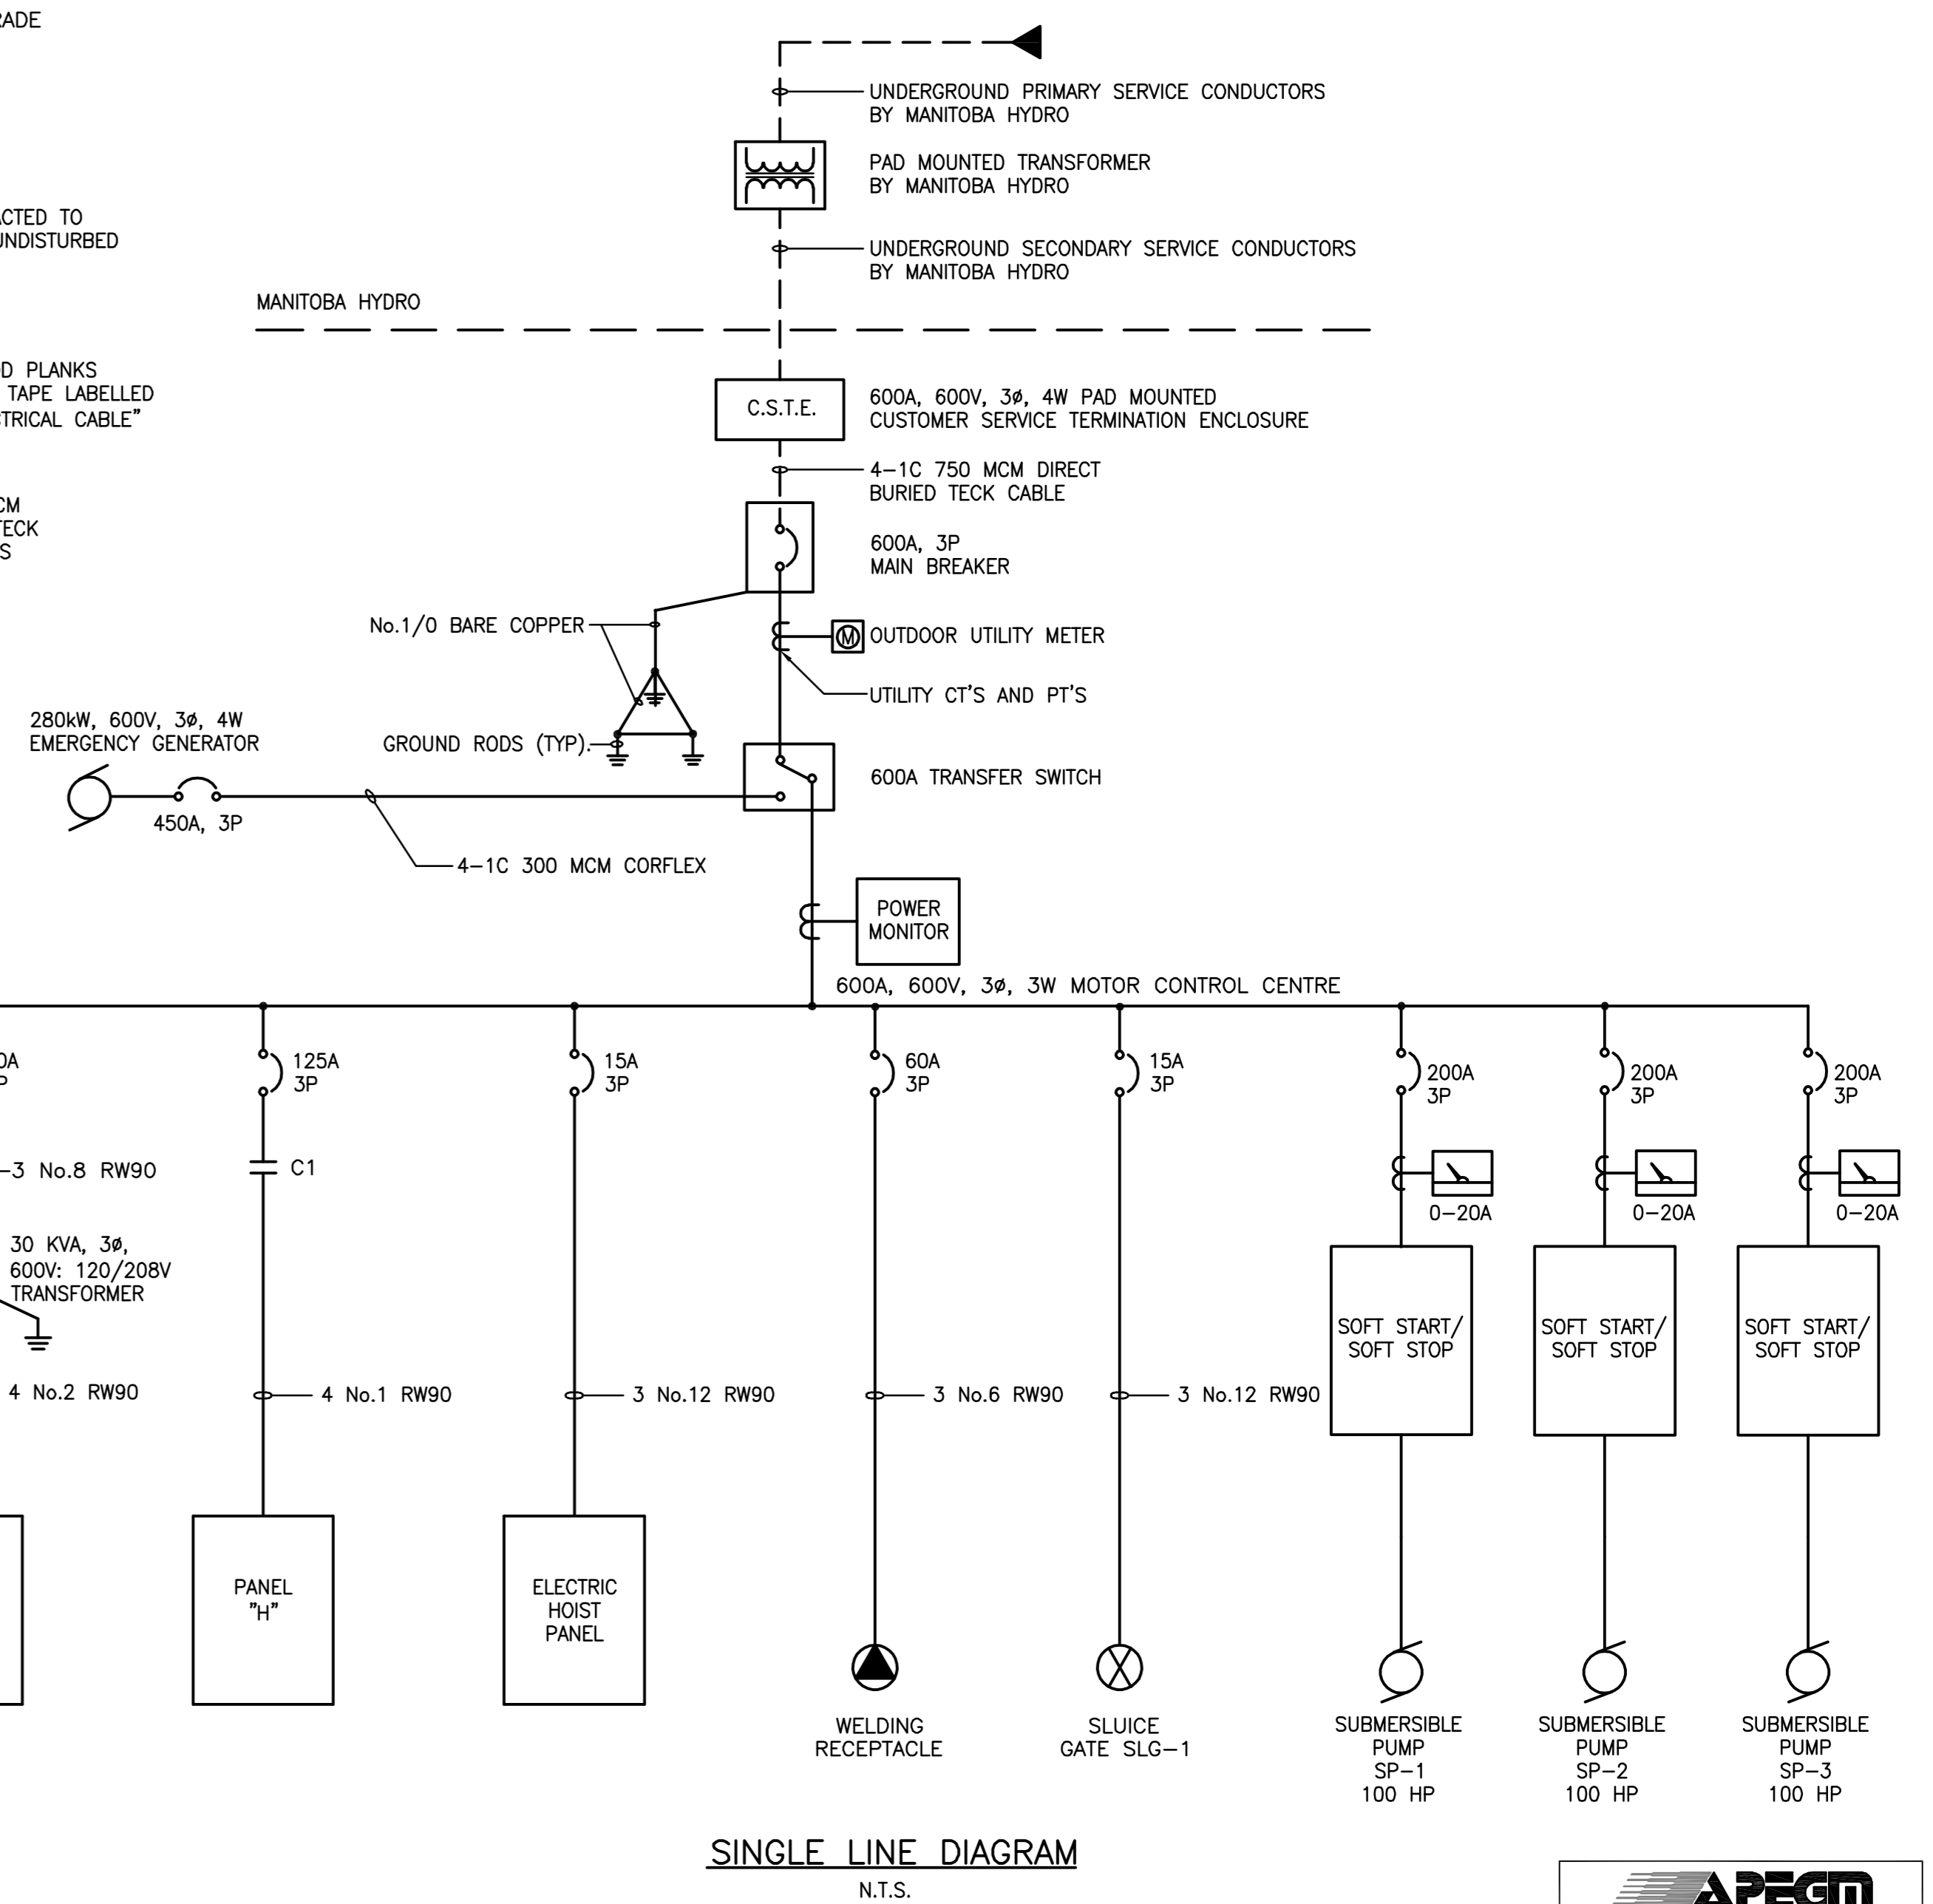 UNDERGROUND PRIMARY SERVICE CONDUCTORS
BY MANITOBA HYDRO
PAD MOUNTED TRANSFORMER
BY MANITOBA HYDRO
TO
UNDISTURBED
UNDERGROUND SECONDARY SERVICE CONDUCTORS
BY MANITOBA HYDRO
MANITOBA HYDRO
PLANKS
TAPE LABELLED
CABLE"
C.S.T.E.
600A, 600V, 3ø, 4W PAD MOUNTED
CUSTOMER SERVICE TERMINATION ENCLOSURE
4-1C 750 MCM DIRECT
BURIED TECK CABLE
TECK
600A, 3P
MAIN BREAKER
No.1/0 BARE COPPER
M
OUTDOOR UTILITY METER
UTILITY CT'S AND PT'S
280kW, 600V, 3ø, 4W
EMERGENCY GENERATOR
GROUND RODS (TYP).
600A TRANSFER SWITCH
450A, 3P
4-1C 300 MCM CORFLEX
POWER
MONITOR
600A, 600V, 3ø, 3W MOTOR CONTROL CENTRE
125A
3P
15A
3P
60A
3P
15A
3P
200A
3P
200A
3P
200A
3P
-3 No.8 RW90
C1
0-20A
0-20A
0-20A
30 KVA, 3ø,
600V: 120/208V
TRANSFORMER
SOFT START/
SOFT STOP
SOFT START/
SOFT STOP
SOFT START/
SOFT STOP
4 No.2 RW90
4 No.1 RW90
3 No.12 RW90
3 No.6 RW90
3 No.12 RW90
PANEL
"H"
ELECTRIC
HOIST
PANEL
WELDING
RECEPTACLE
SLUICE
GATE SLG-1
SUBMERSIBLE
PUMP
SP-1
100 HP
SUBMERSIBLE
PUMP
SP-2
100 HP
SUBMERSIBLE
PUMP
SP-3
100 HP
SINGLE LINE DIAGRAM
N.T.S.
APEGM